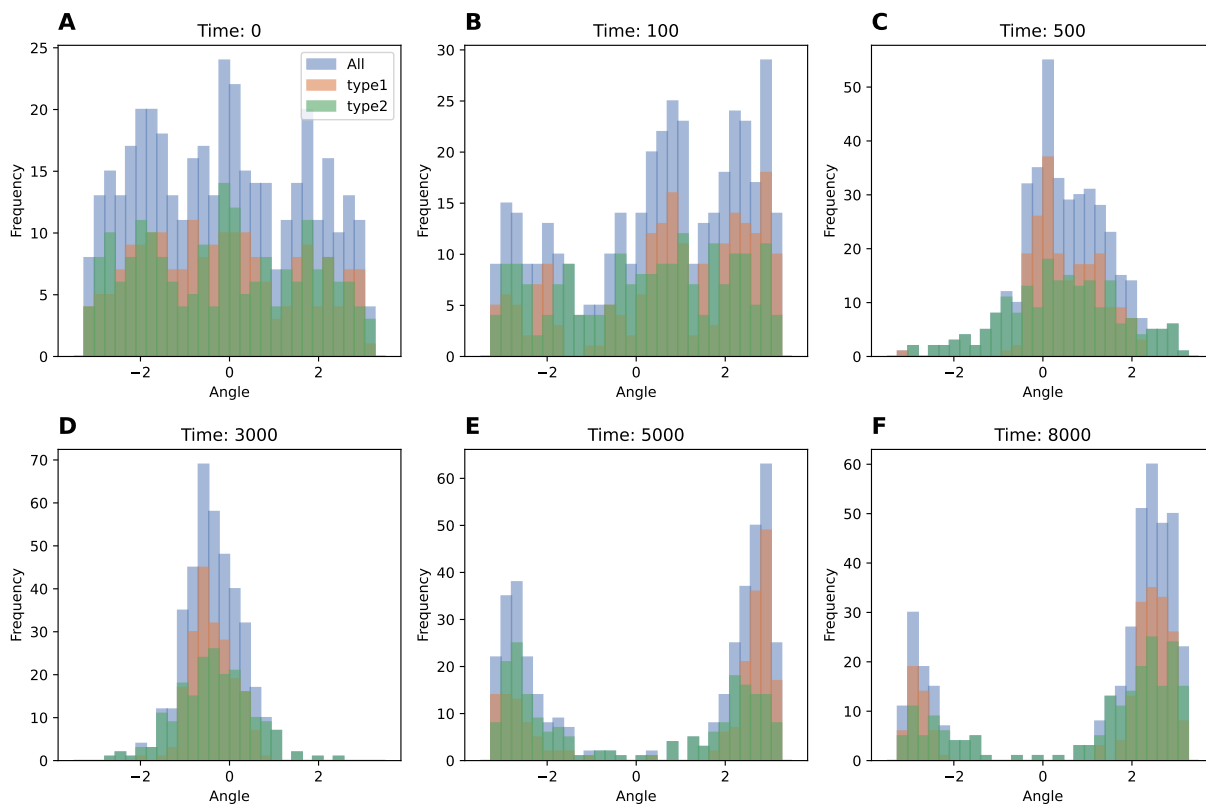 A
Time: 0
25
20
15
10
5
0
Frequency
−2
0
2
Angle
All
type1
type2
B
Time: 100
30
25
20
15
10
5
0
Frequency
−2
0
2
Angle
C
Time: 500
50
40
30
20
10
0
Frequency
−2
0
2
Angle
D
Time: 3000
70
60
50
40
30
20
10
0
Frequency
−2
0
2
Angle
E
Time: 5000
60
50
40
30
20
10
0
Frequency
−2
0
2
Angle
F
Time: 8000
60
50
40
30
20
10
0
Frequency
−2
0
2
Angle